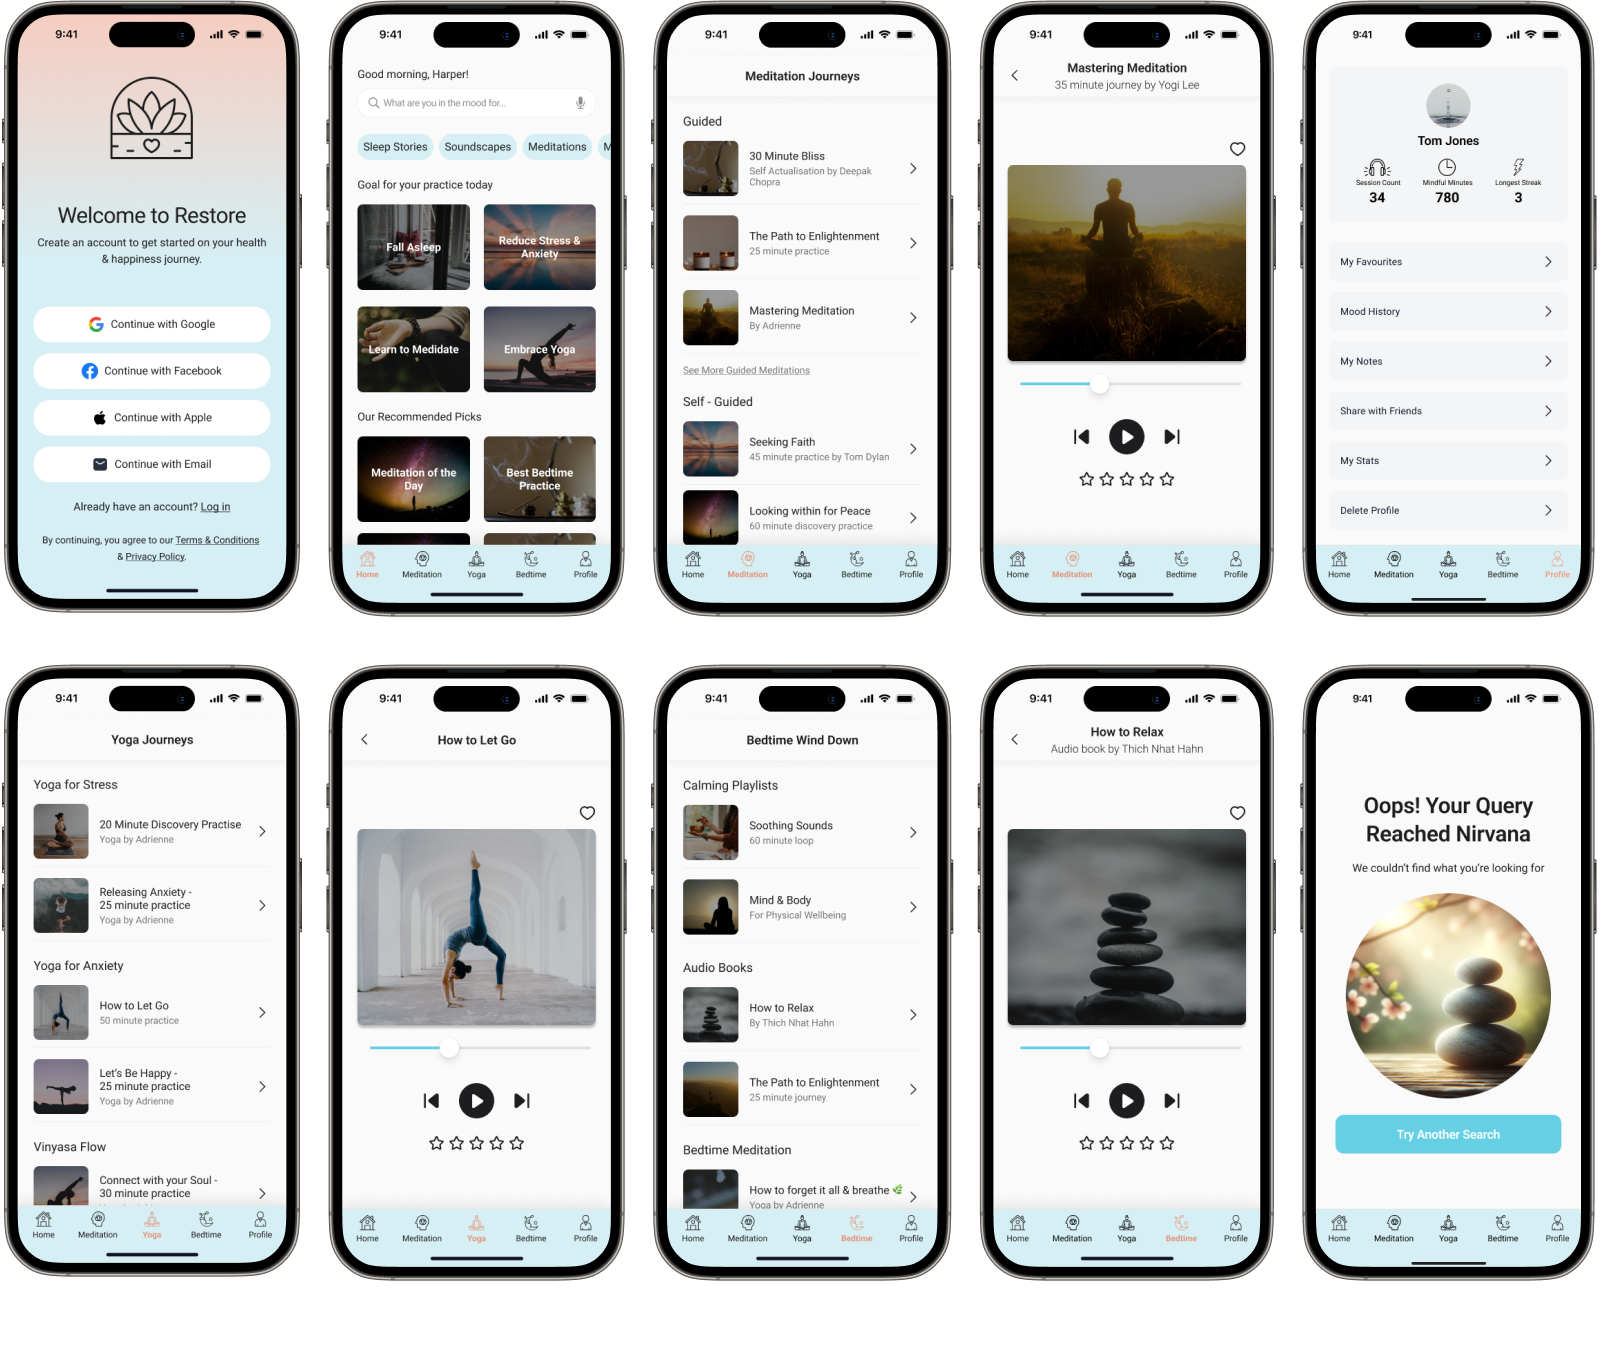 9:41
Welcome to Restore
Create an account to get started on your health
& happiness journey.
Continue with Google
Continue with Facebook
Continue with Apple
Continue with Email
Already have an account? Log in
By continuing, you agree to our Terms & Conditions
& Privacy Policy.
9:41
Good morning, Harper!
What are you in the mood for...
Sleep Stories
Soundscapes
Meditations
M
Goal for your practice today
Fall Asleep
Reduce Stress &
Anxiety
Learn to Medidate
Embrace Yoga
Our Recommended Picks
Meditation of the
Day
Best Bedtime
Practice
Home
Meditation
Yoga
Bedtime
Profile
9:41
Meditation Journeys
Guided
30 Minute Bliss
Self Actualisation by Deepak
Chopra
The Path to Enlightenment
25 minute practice
Mastering Meditation
By Adrienne
See More Guided Meditations
Self - Guided
Seeking Faith
45 minute practice by Tom Dylan
Looking within for Peace
60 minute discovery practice
Home
Meditation
Yoga
Bedtime
Profile
9:41
Mastering Meditation
35 minute journey by Yogi Lee
Home
Meditation
Yoga
Bedtime
Profile
9:41
Tom Jones
Session Count
34
Mindful Minutes
780
Longest Streak
3
My Favourites
Mood History
My Notes
Share with Friends
My Stats
Delete Profile
Home
Meditation
Yoga
Bedtime
Profile
9:41
Yoga Journeys
Yoga for Stress
20 Minute Discovery Practise
Yoga by Adrienne
Releasing Anxiety -
25 minute practice
Yoga by Adrienne
Yoga for Anxiety
How to Let Go
50 minute practice
Let's Be Happy -
25 minute practice
Yoga by Adrienne
Vinyasa Flow
Connect with your Soul -
30 minute practice
Home
Meditation
Yoga
Bedtime
Profile
9:41
How to Let Go
Home
Meditation
Yoga
Bedtime
Profile
9:41
Bedtime Wind Down
Calming Playlists
Soothing Sounds
60 minute loop
Mind & Body
For Physical Wellbeing
Audio Books
How to Relax
By Thich Nhat Hahn
The Path to Enlightenment
25 minute journey
Bedtime Meditation
How to forget it all & breathe 🌿
Yoga by Adrienne
Home
Meditation
Yoga
Bedtime
Profile
9:41
How to Relax
Audio book by Thich Nhat Hahn
Home
Meditation
Yoga
Bedtime
Profile
9:41
Oops! Your Query
Reached Nirvana
We couldn't find what you're looking for
Try Another Search
Home
Meditation
Yoga
Bedtime
Profile